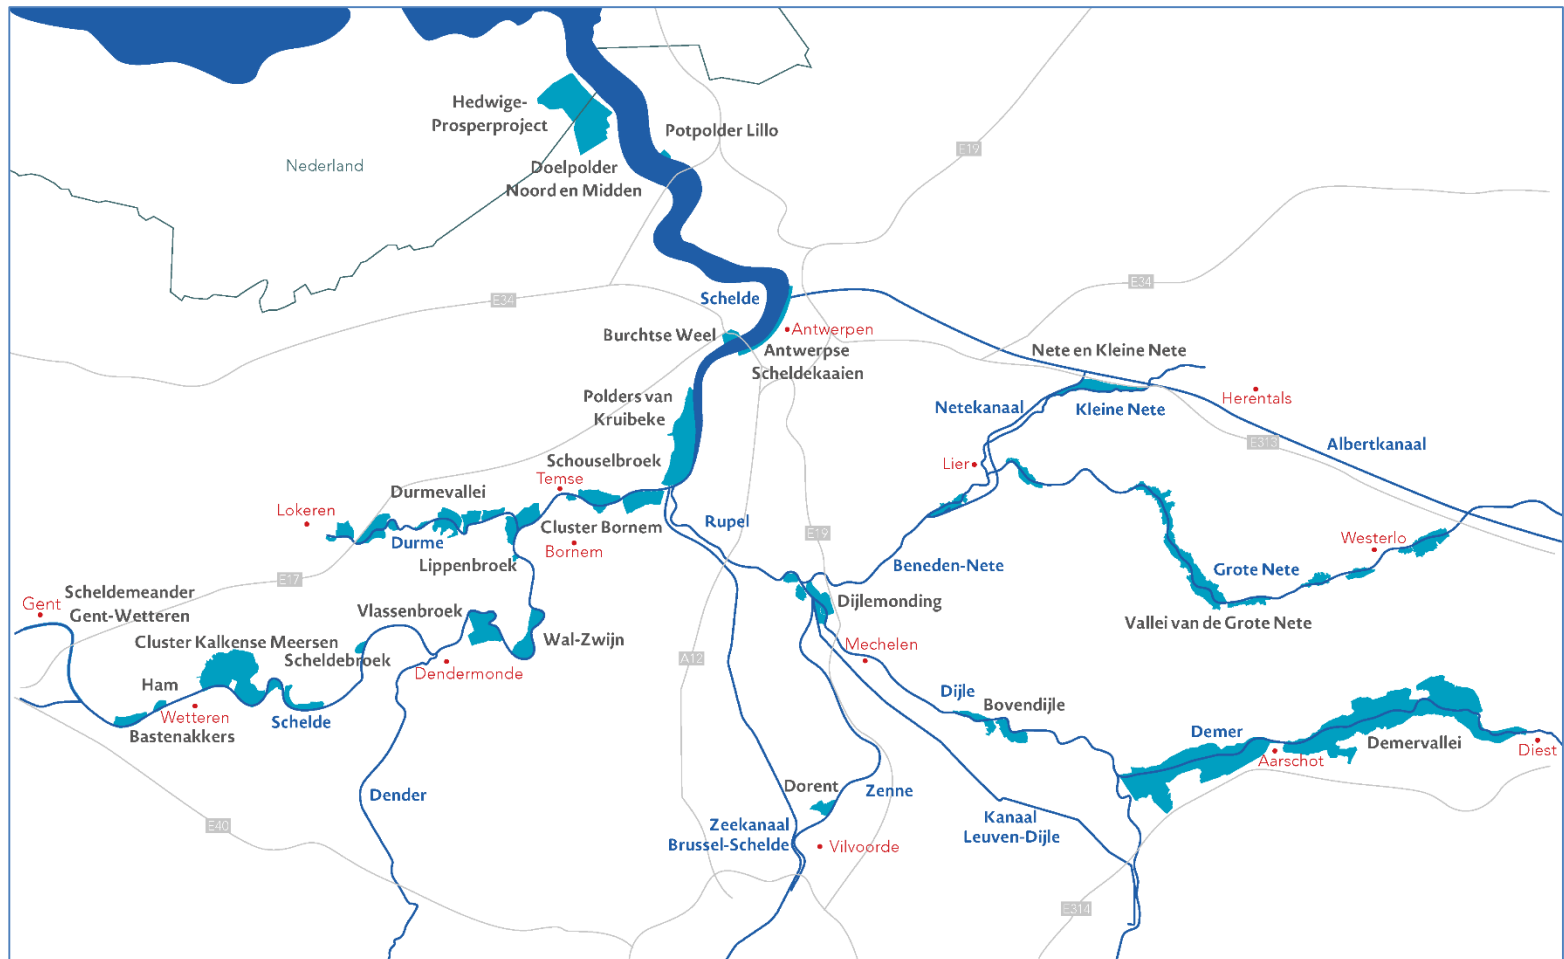 Hedwige-
Prosperproject
Potpolder Lillo
E19
Nederland
Doelpolder
Noord en Midden
E34
E34
Schelde
Burchtse Weel
Antwerpen
Antwerpse
Scheldekaaien
Nete en Kleine Nete
Polders van
Kruibeke
Netekanaal
Kleine Nete
Herentals
E313
Albertkanaal
Schouselbroek
Temse
Lier
Durmevallei
Lokeren
Durme
Cluster Bornem
Bornem
Rupel
E19
Westerlo
Lippenbroek
Beneden-Nete
Grote Nete
E17
Gent
Scheldemeander
Gent-Wetteren
Vlassenbroek
Dijlemonding
Vallei van de Grote Nete
Cluster Kalkense Meersen
Scheldebroek
Wal-Zwijn
Mechelen
A12
Dendermonde
Ham
Wetteren
Bastenakkers
Schelde
Dijle
Bovendijle
Demer
Demervallei
Aarschot
Diest
Dender
Dorent
Zenne
E40
Zeekanaal
Brussel-Schelde
Vilvoorde
Kanaal
Leuven-Dijle
E314